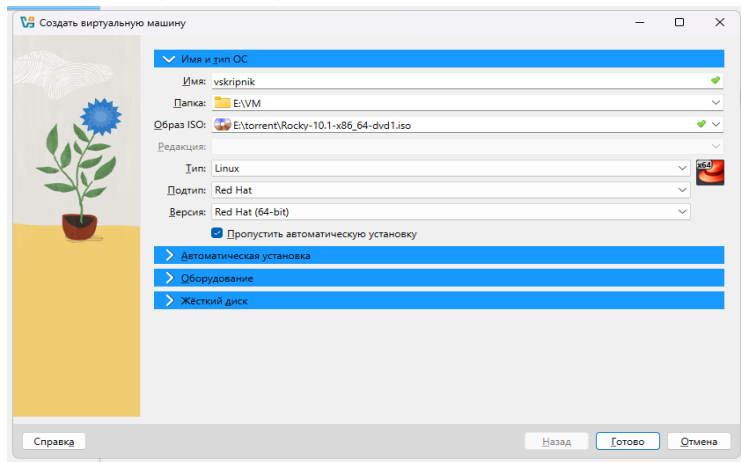 Создать виртуальную машину
Имя и тип ОС
Имя: vskripnik
Папка: E:\VM
Образ ISO: E:\torrent\Rocky-10.1-x86_64-dvd1.iso
Редакция:
Тип: Linux
x64
Подтип: Red Hat
Версия: Red Hat (64-bit)
Пропустить автоматическую установку
Автоматическая установка
Оборудование
Жёсткий диск
Справка Назад Готово Отмена